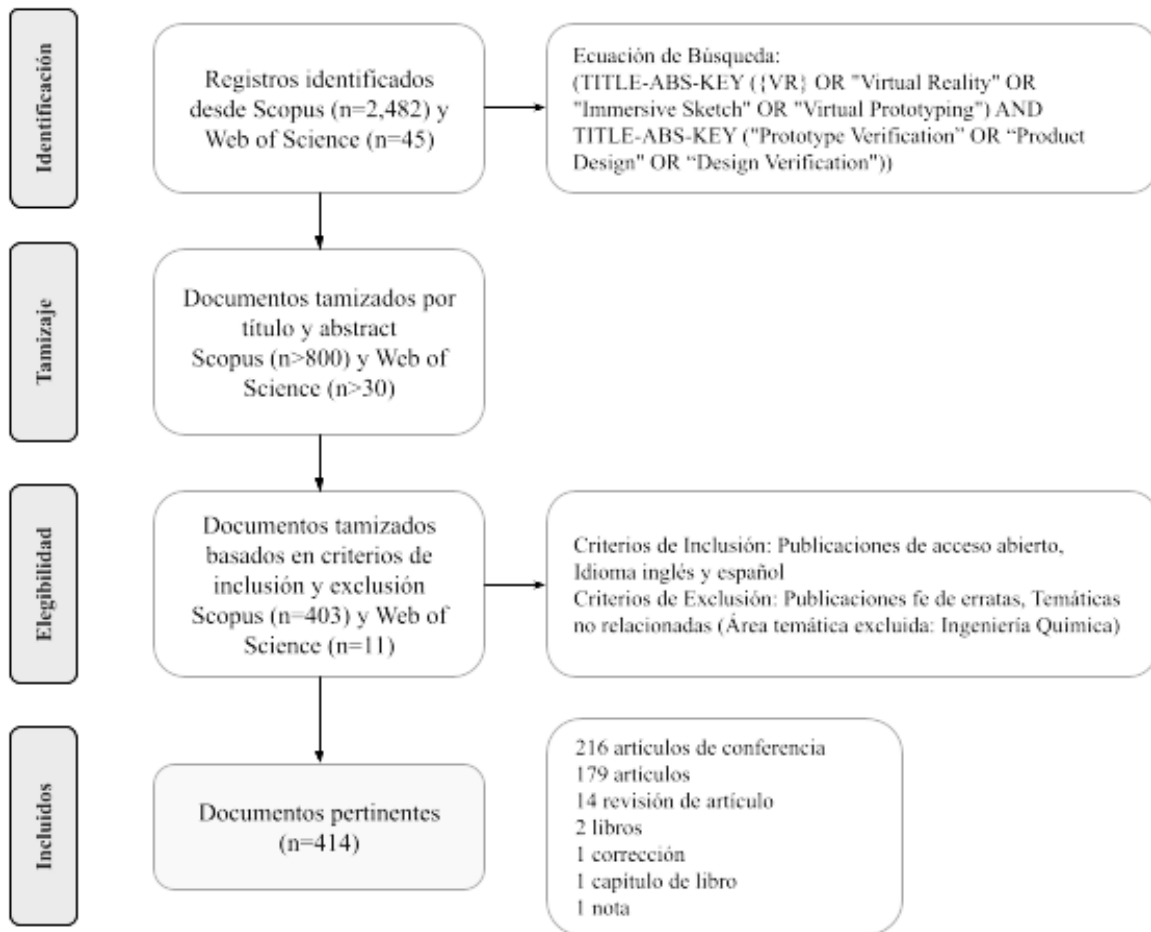 Identificación
Registros identificados
desde Scopus (n=2,482) y
Web of Science (n=45)
Ecuación de Búsqueda:
(TITLE-ABS-KEY ({VR} OR "Virtual Reality" OR
"Immersive Sketch" OR "Virtual Prototyping") AND
TITLE-ABS-KEY ("Prototype Verification” OR “Product
Design" OR “Design Verification"))
Tamizaje
Documentos tamizados por
título y abstract
Scopus (n>800) y Web of
Science (n>30)
Elegibilidad
Documentos tamizados
basados en criterios de
inclusión y exclusión
Scopus (n=403) y Web of
Science (n=11)
Criterios de Inclusión: Publicaciones de acceso abierto,
Idioma inglés y español
Criterios de Exclusión: Publicaciones fe de erratas, Temáticas
no relacionadas (Área temática excluida: Ingeniería Química)
Incluidos
Documentos pertinentes
(n=414)
216 artículos de conferencia
179 artículos
14 revisión de artículo
2 libros
1 corrección
1 capítulo de libro
1 nota